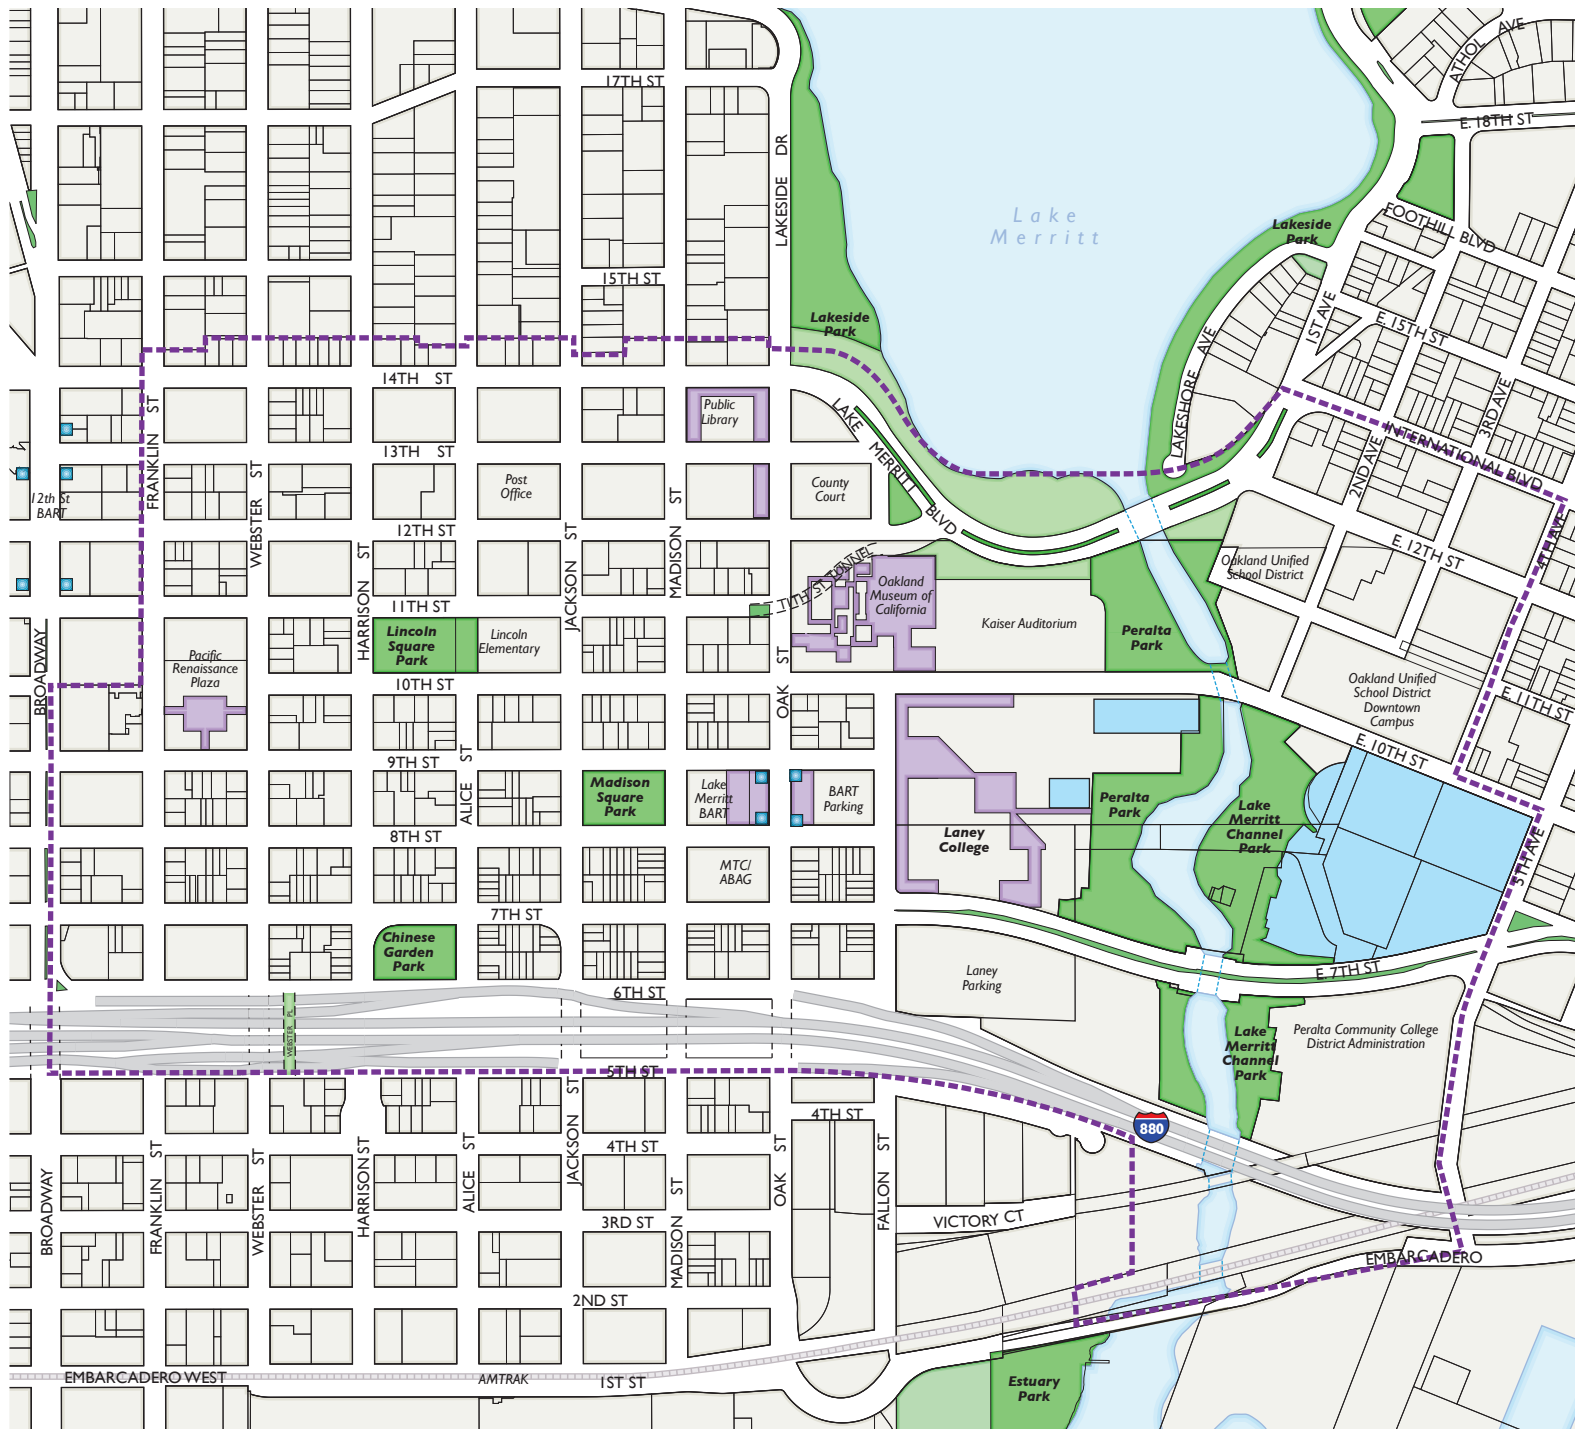 ATHOL AVE
17TH ST
E. 18TH ST
LAKESIDE DR
Lake
Merritt
Lakeside
Park
FOOTHILL BLVD
15TH ST
1ST AVE
Lakeside
Park
E. 15TH ST
LAKESHORE AVE
14TH ST
3RD AVE
FRANKLIN ST
Public
Library
LAKE MERRITT BLVD
INTERNATIONAL BLVD
2ND AVE
13TH ST
WEBSTER ST
Post
Office
County
Court
12th St
BART
MADISON ST
12TH ST
JACKSON ST
HARRISON ST
E. 12TH ST
4TH AVE
11TH ST TUNNEL
Oakland Unified
School District
Oakland
Museum of
California
11TH ST
Lincoln
Square
Park
Lincoln
Elementary
Kaiser Auditorium
Peralta
Park
BROADWAY
Pacific
Renaissance
Plaza
OAK ST
10TH ST
Oakland Unified
School District
Downtown
Campus
E. 11TH ST
E. 10TH ST
9TH ST
ALICE ST
Madison
Square
Park
Lake
Merritt
BART
BART
Parking
Peralta
Park
Lake
Merritt
Channel
Park
Laney
College
8TH ST
MTC/
ABAG
5TH AVE
7TH ST
Chinese
Garden
Park
Laney
Parking
E. 7TH ST
6TH ST
WEBSTER PL
Lake
Merritt
Channel
Park
Peralta Community College
District Administration
5TH ST
880
4TH ST
4TH ST
BROADWAY
FRANKLIN ST
WEBSTER ST
HARRISON ST
ALICE ST
JACKSON ST
MADISON ST
OAK ST
FALLON ST
3RD ST
VICTORY CT
EMBARCADERO
2ND ST
EMBARCADERO WEST
AMTRAK
1ST ST
Estuary
Park